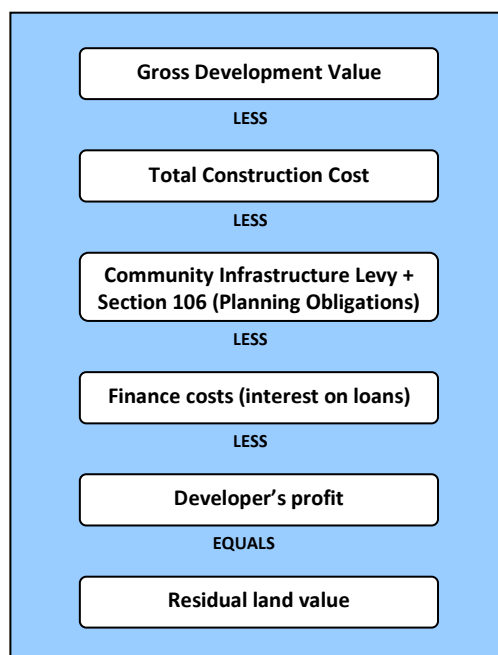 Gross Development Value
LESS
Total Construction Cost
LESS
Community Infrastructure Levy +
Section 106 (Planning Obligations)
LESS
Finance costs (interest on loans)
LESS
Developer’s profit
EQUALS
Residual land value